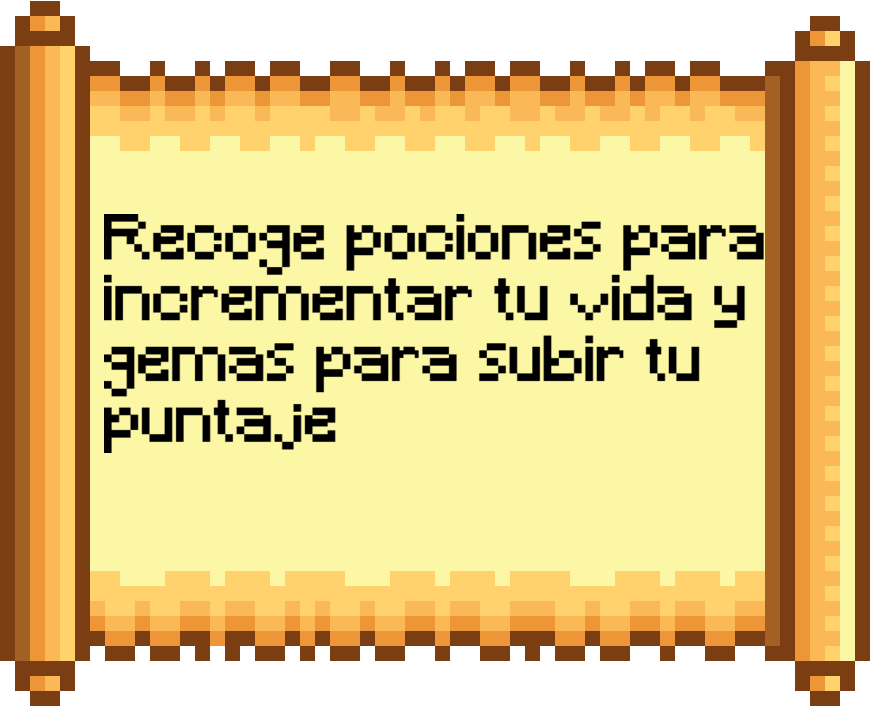 Recoge pociones para
incrementar tu vida y
gemas para subir tu
puntaje